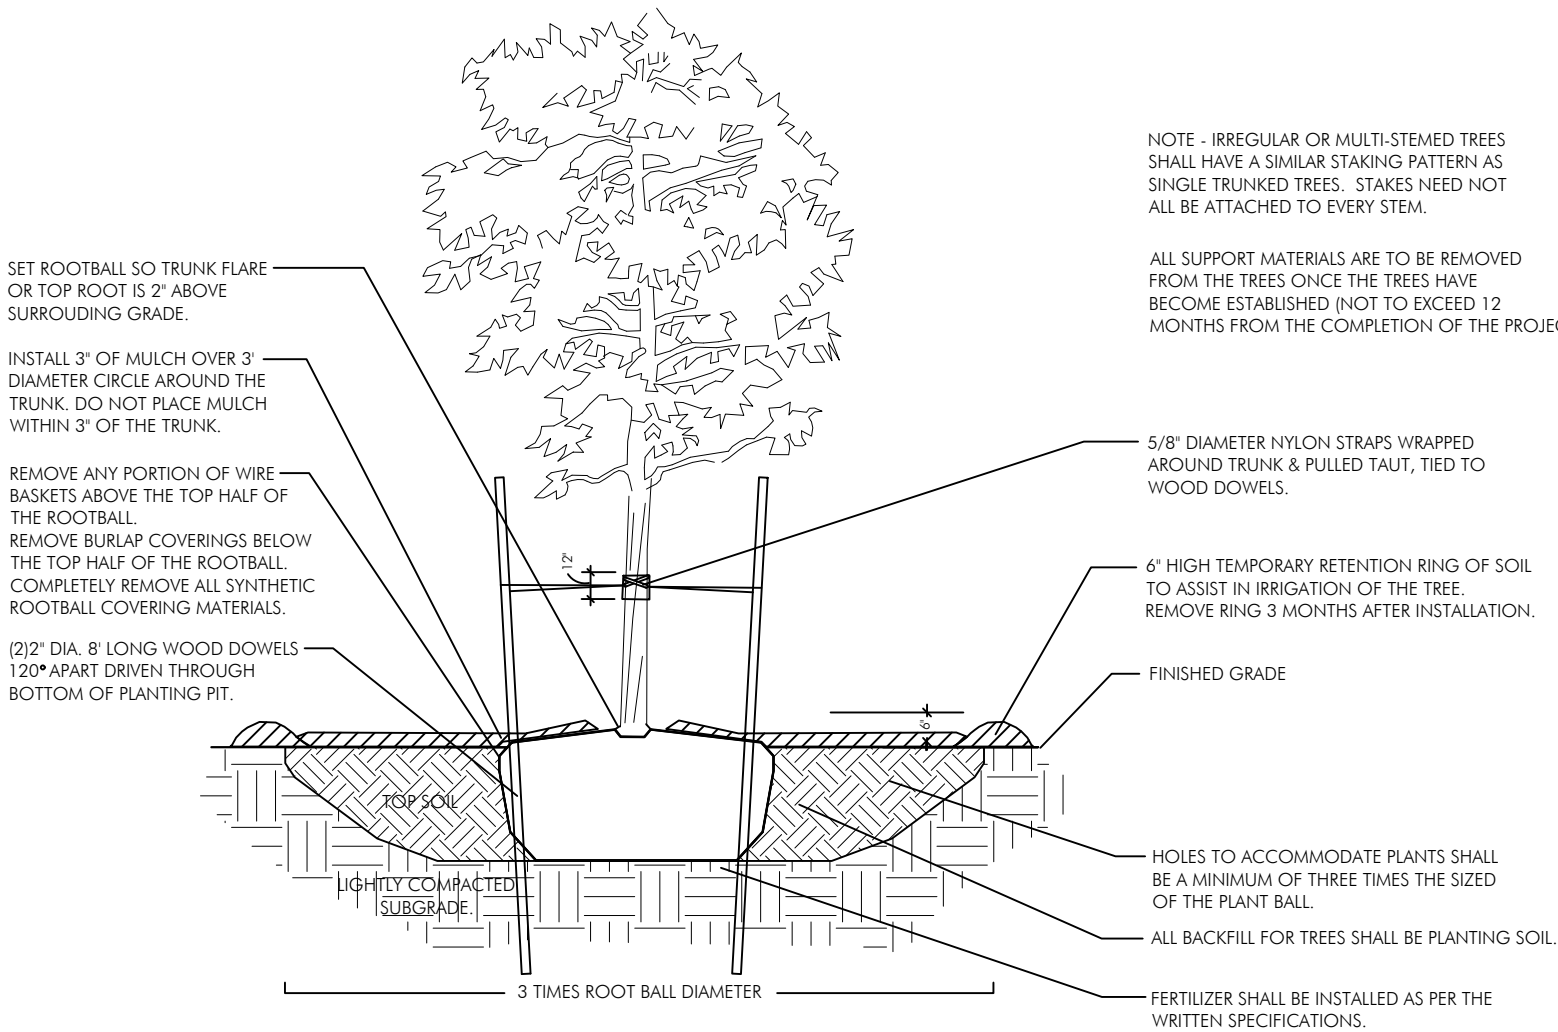 SET ROOTBALL SO TRUNK FLARE
OR TOP ROOT IS 2" ABOVE
SURROUDING GRADE.
INSTALL 3" OF MULCH OVER 3'
DIAMETER CIRCLE AROUND THE
TRUNK. DO NOT PLACE MULCH
WITHIN 3" OF THE TRUNK.
REMOVE ANY PORTION OF WIRE
BASKETS ABOVE THE TOP HALF OF
THE ROOTBALL.
REMOVE BURLAP COVERINGS BELOW
THE TOP HALF OF THE ROOTBALL.
COMPLETELY REMOVE ALL SYNTHETIC
ROOTBALL COVERING MATERIALS.
(2)2" DIA. 8' LONG WOOD DOWELS
120° APART DRIVEN THROUGH
BOTTOM OF PLANTING PIT.
12"
6"
TOP SOIL
LIGHTLY COMPACTED
SUBGRADE.
3 TIMES ROOT BALL DIAMETER
NOTE - IRREGULAR OR MULTI-STEMED TREES
SHALL HAVE A SIMILAR STAKING PATTERN AS
SINGLE TRUNKED TREES. STAKES NEED NOT
ALL BE ATTACHED TO EVERY STEM.
ALL SUPPORT MATERIALS ARE TO BE REMOVED
FROM THE TREES ONCE THE TREES HAVE
BECOME ESTABLISHED (NOT TO EXCEED 12
MONTHS FROM THE COMPLETION OF THE
5/8" DIAMETER NYLON STRAPS WRAPPED
AROUND TRUNK & PULLED TAUT, TIED TO
WOOD DOWELS.
6" HIGH TEMPORARY RETENTION RING OF SOIL
TO ASSIST IN IRRIGATION OF THE TREE.
REMOVE RING 3 MONTHS AFTER INSTALLATION.
FINISHED GRADE
HOLES TO ACCOMMODATE PLANTS SHALL
BE A MINIMUM OF THREE TIMES THE SIZED
OF THE PLANT BALL.
ALL BACKFILL FOR TREES SHALL BE PLANTING SOIL.
FERTILIZER SHALL BE INSTALLED AS PER THE
WRITTEN SPECIFICATIONS.